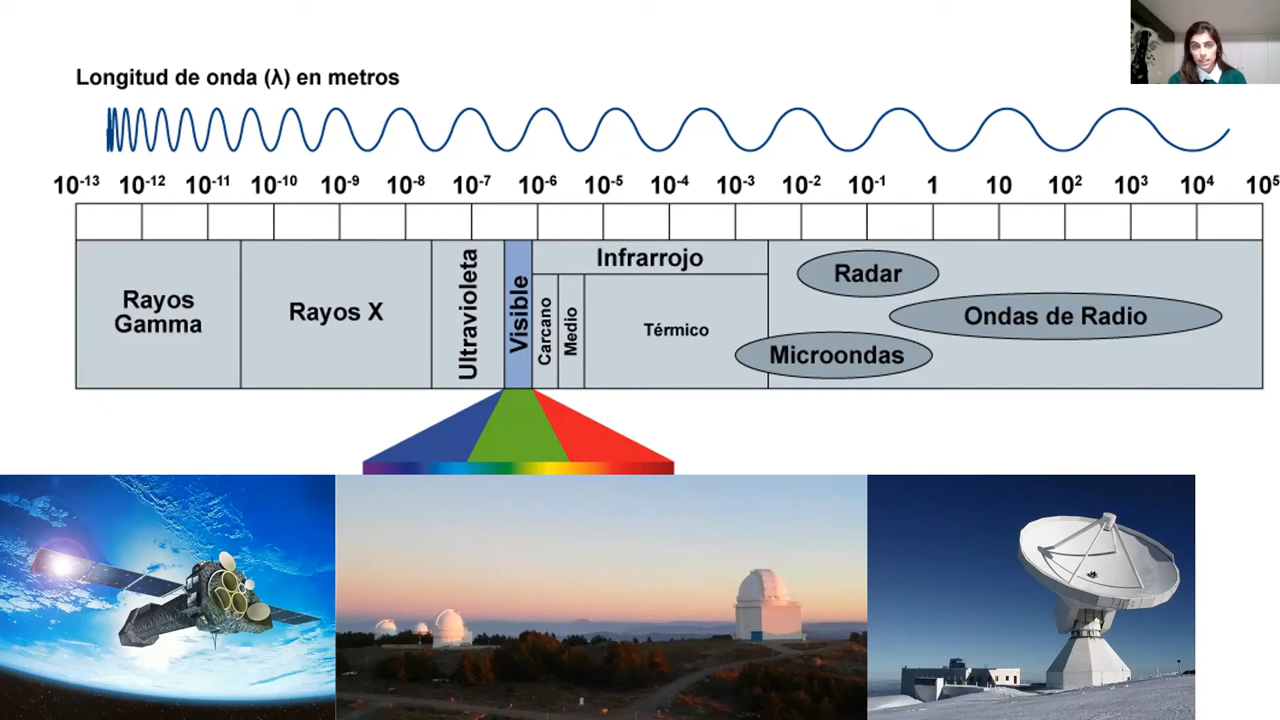 Longitud de onda (λ) en metros
10⁻¹³ 10⁻¹² 10⁻¹¹ 10⁻¹⁰ 10⁻⁹ 10⁻⁸ 10⁻⁷ 10⁻⁶ 10⁻⁵ 10⁻⁴ 10⁻³ 10⁻² 10⁻¹ 1 10 10² 10³ 10⁴ 10⁵
Rayos
Gamma
Rayos X
Ultravioleta
Visible
Infrarrojo
Carcano
Medio
Térmico
Radar
Ondas de Radio
Microondas